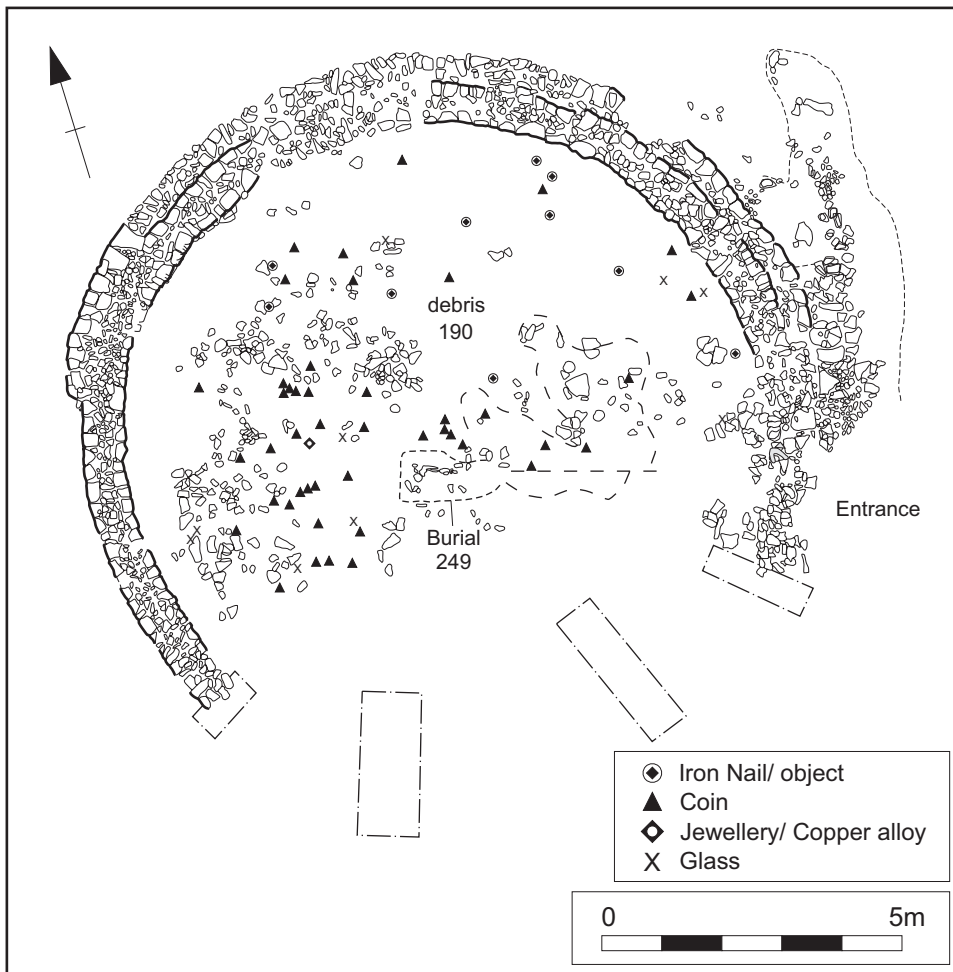 debris
190
Entrance
Burial
249
Iron Nail/ object
Coin
Jewellery/ Copper alloy
X Glass
0 5m